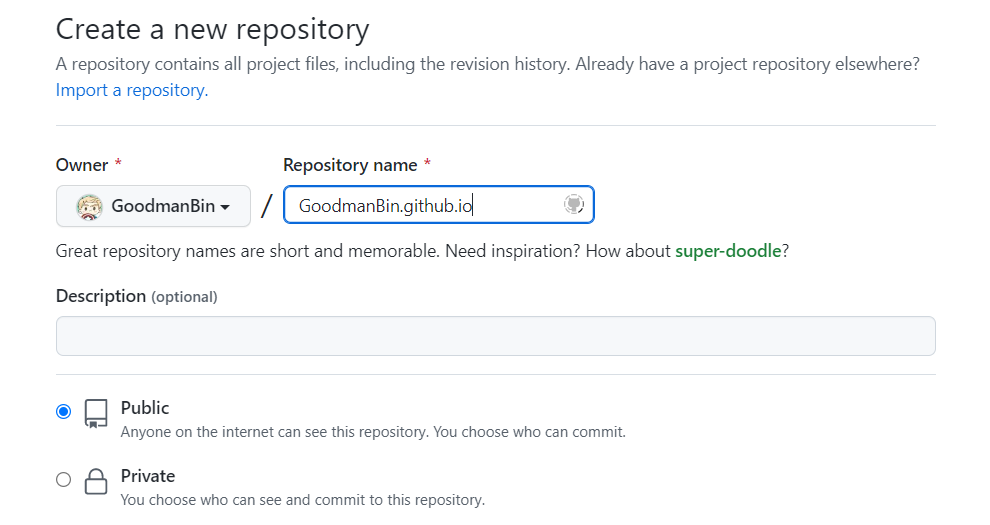 Create a new repository
A repository contains all project files, including the revision history. Already have a project repository elsewhere?
Import a repository.
Owner * Repository name *
GoodmanBin / GoodmanBin.github.io
Great repository names are short and memorable. Need inspiration? How about super-doodle?
Description (optional)
Public
Anyone on the internet can see this repository. You choose who can commit.
Private
You choose who can see and commit to this repository.